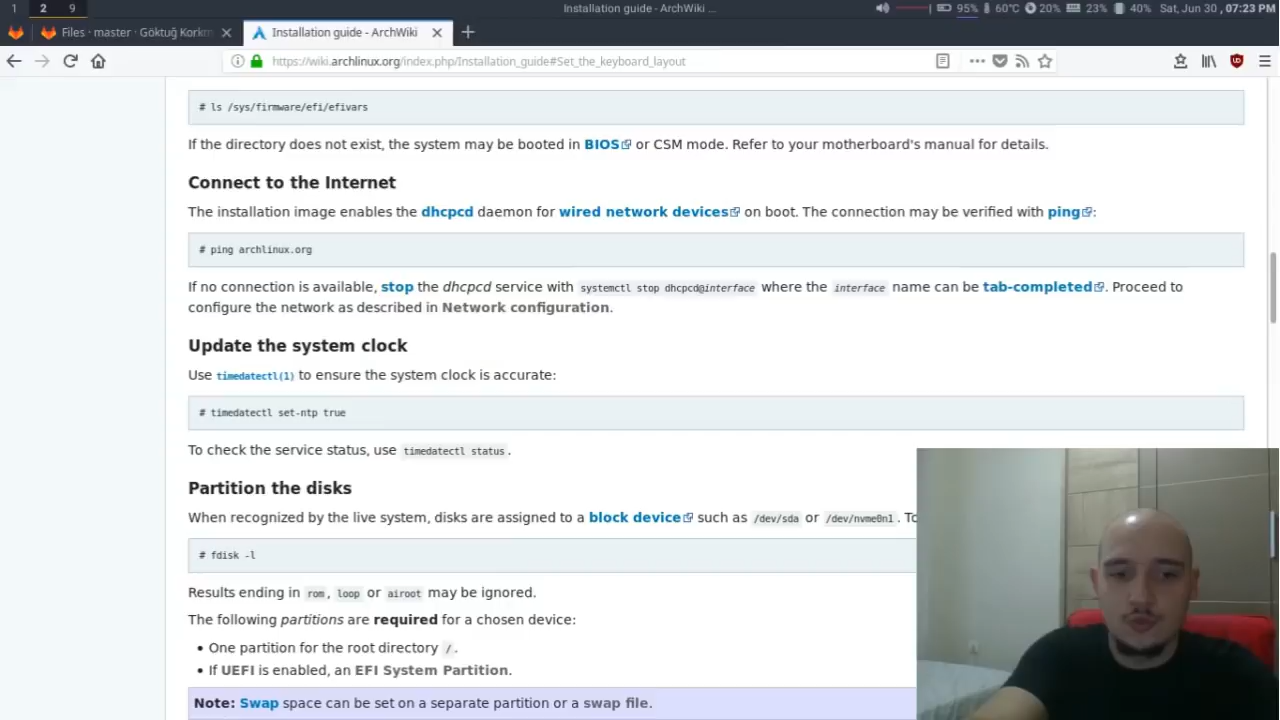 1 2 9 Installation guide - ArchWiki ... 95% 60°C 20% 23% 40% Sat, Jun 30 , 07:23 PM
Files · master · Göktuğ Korkm Installation guide - ArchWiki
https://wiki.archlinux.org/index.php/Installation_guide#Set_the_keyboard_layout
# ls /sys/firmware/efi/efivars
If the directory does not exist, the system may be booted in BIOS or CSM mode. Refer to your motherboard's manual for details.
Connect to the Internet
The installation image enables the dhcpcd daemon for wired network devices on boot. The connection may be verified with ping:
# ping archlinux.org
If no connection is available, stop the dhcpcd service with systemctl stop dhcpcd@interface where the interface name can be tab-completed. Proceed to
configure the network as described in Network configuration.
Update the system clock
Use timedatectl(1) to ensure the system clock is accurate:
# timedatectl set-ntp true
To check the service status, use timedatectl status.
Partition the disks
When recognized by the live system, disks are assigned to a block device such as /dev/sda or /dev/nvme0n1. To
# fdisk -l
Results ending in rom, loop or airoot may be ignored.
The following partitions are required for a chosen device:
• One partition for the root directory /.
• If UEFI is enabled, an EFI System Partition.
Note: Swap space can be set on a separate partition or a swap file.